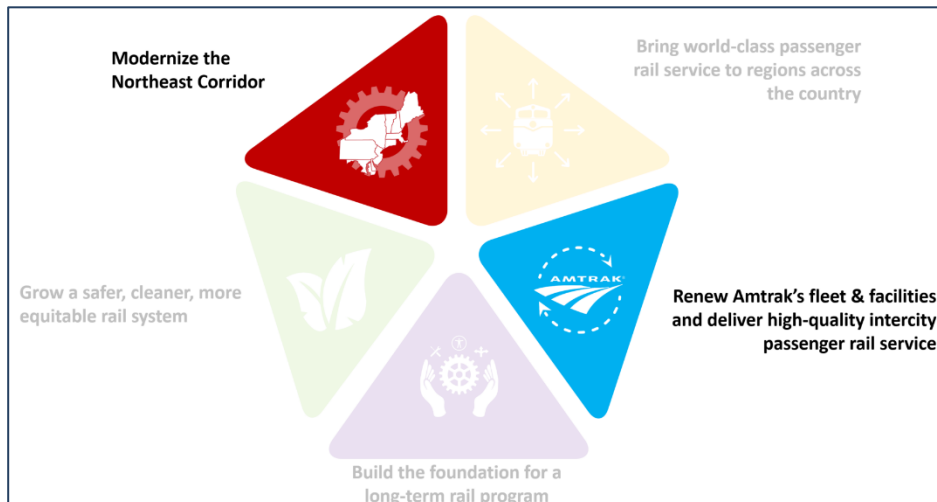 Modernize the
Northeast Corridor
Bring world-class passenger
rail service to regions across
the country
AMTRAK
Grow a safer, cleaner, more
equitable rail system
Renew Amtrak's fleet & facilities
and deliver high-quality intercity
passenger rail service
Build the foundation for a
long-term rail program